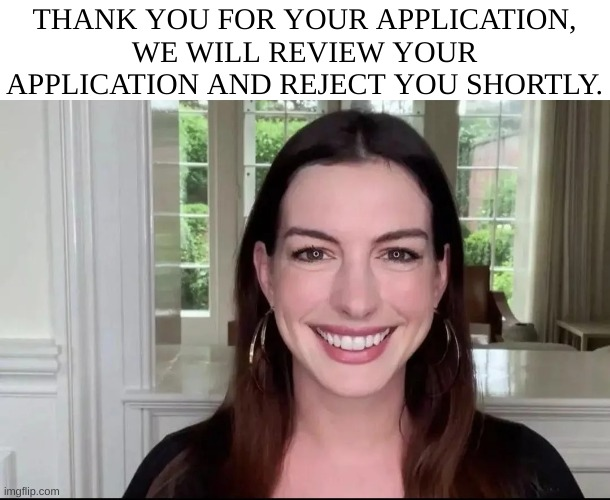 THANK YOU FOR YOUR APPLICATION,
WE WILL REVIEW YOUR
APPLICATION AND REJECT YOU SHORTLY.
imgflip.com